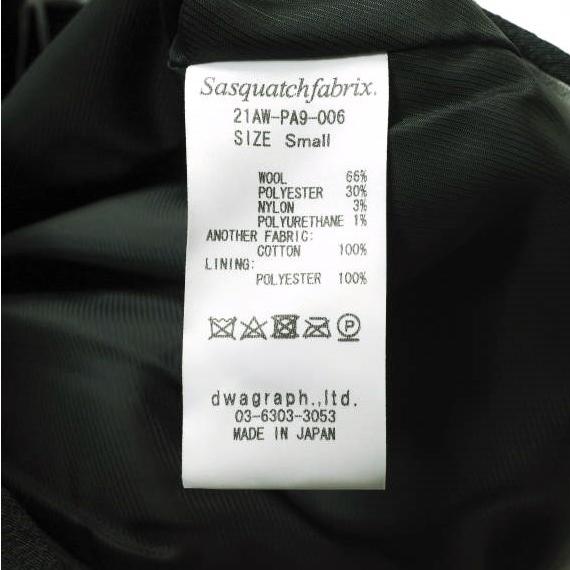 Sasquatchfabrix.
21AW-PA9-006
SIZE Small
WOOL 66%
POLYESTER 30%
NYLON 3%
POLYURETHANE 1%
ANOTHER FABRIC:
COTTON 100%
LINING:
POLYESTER 100%
P
dwagraph.,ltd.
03-6303-3053
MADE IN JAPAN